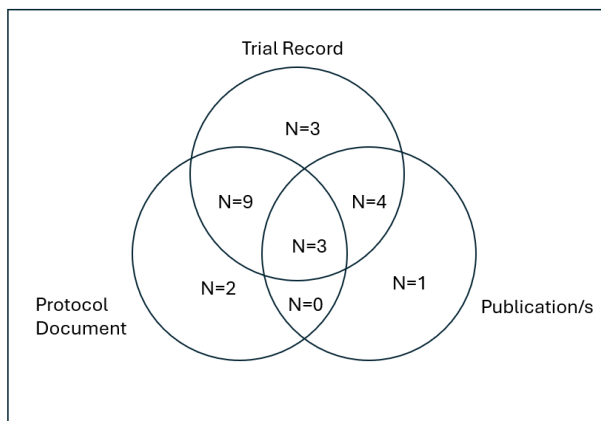 Trial Record
N=3
N=9
N=4
N=3
N=2
N=1
N=0
Protocol
Document
Publication/s